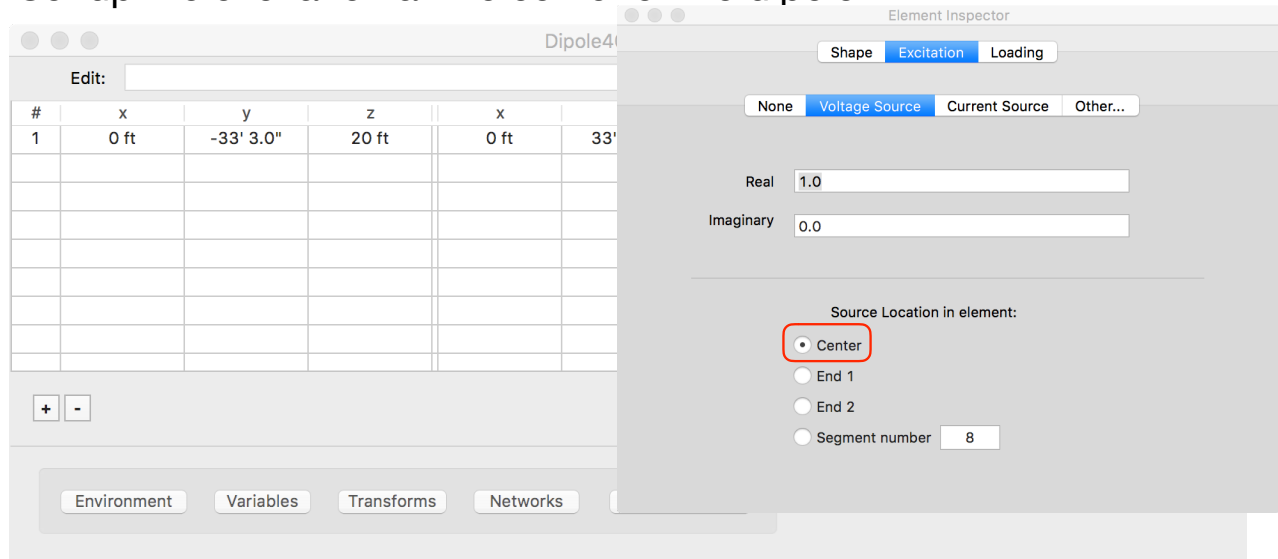 Element Inspector
Dipole4
Shape Excitation Loading
Edit:
None Voltage Source Current Source Other...
# x y z x
1 0 ft -33' 3.0" 20 ft 0 ft 33'
Real 1.0
Imaginary 0.0
Source Location in element:
Center
End 1
End 2
Segment number 8
+ -
Environment Variables Transforms Networks